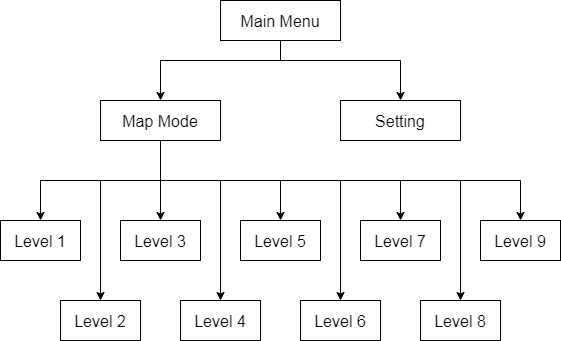 Main Menu
Map Mode
Setting
Level 1
Level 3
Level 5
Level 7
Level 9
Level 2
Level 4
Level 6
Level 8